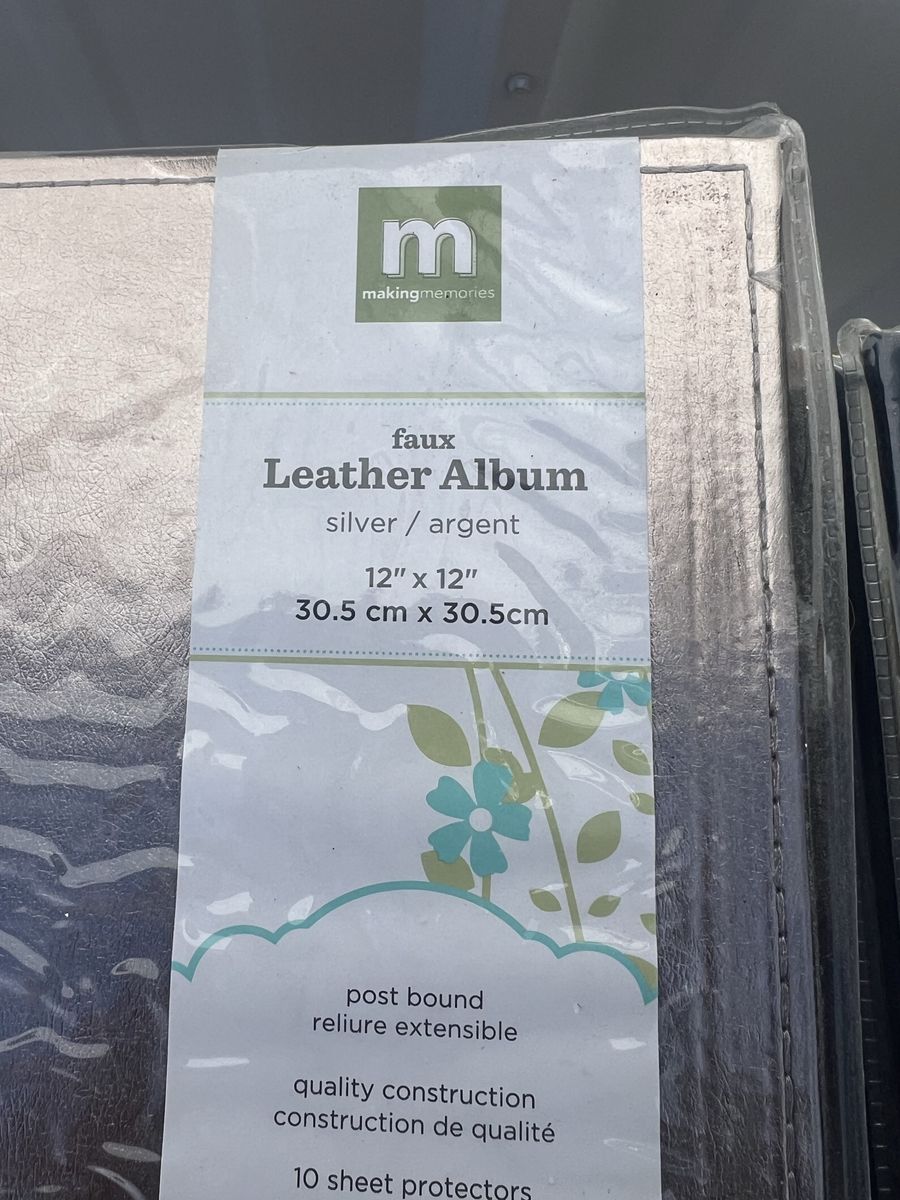 m
makingmemories
faux
Leather Album
silver / argent
12" x 12"
30.5 cm x 30.5cm
post bound
reliure extensible
quality construction
construction de qualité
10 sheet protectors